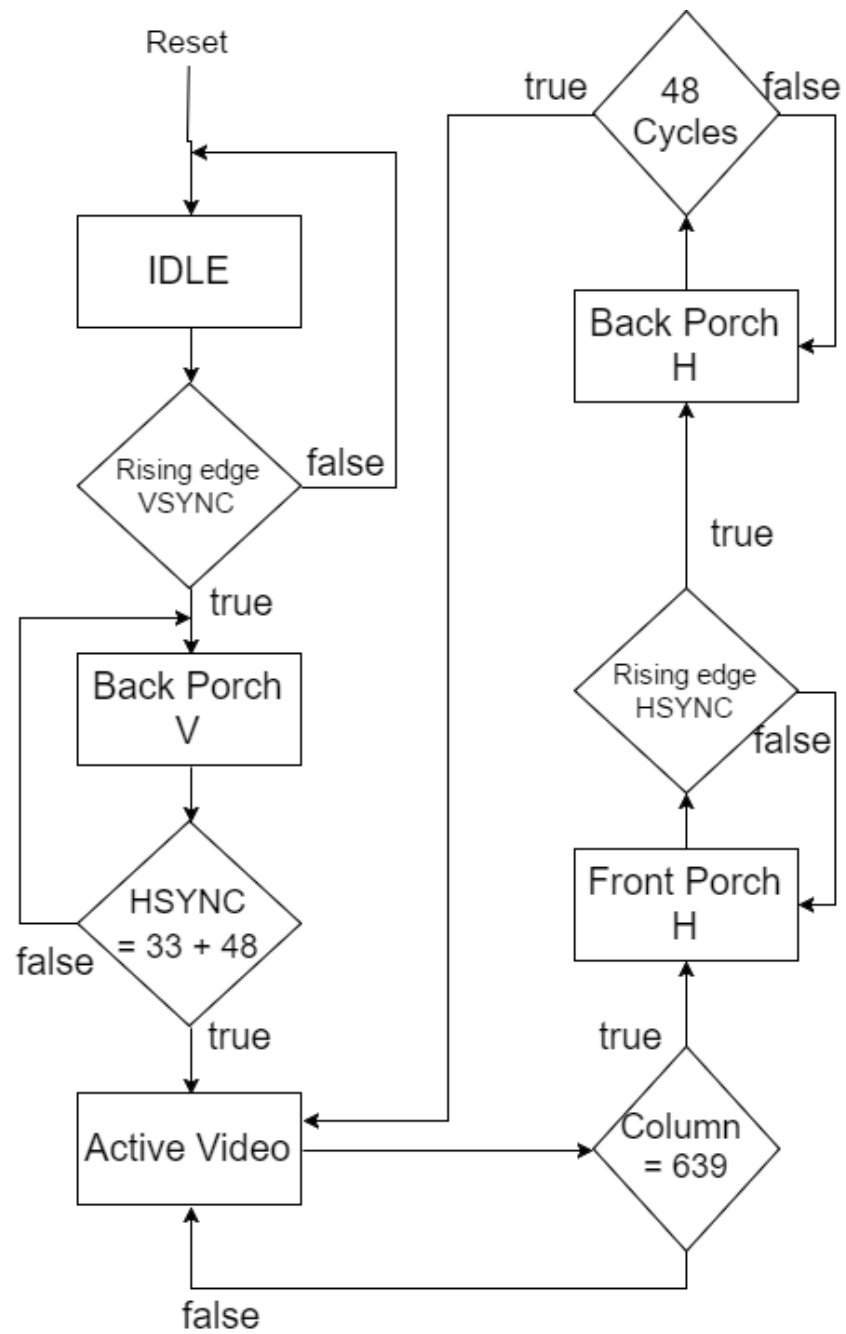 Reset
IDLE
Rising edge
VSYNC
false
true
Back Porch
V
HSYNC
= 33 + 48
false
true
Active Video
false
Column
= 639
true
Front Porch
H
Rising edge
HSYNC
false
true
Back Porch
H
48
Cycles
true
false